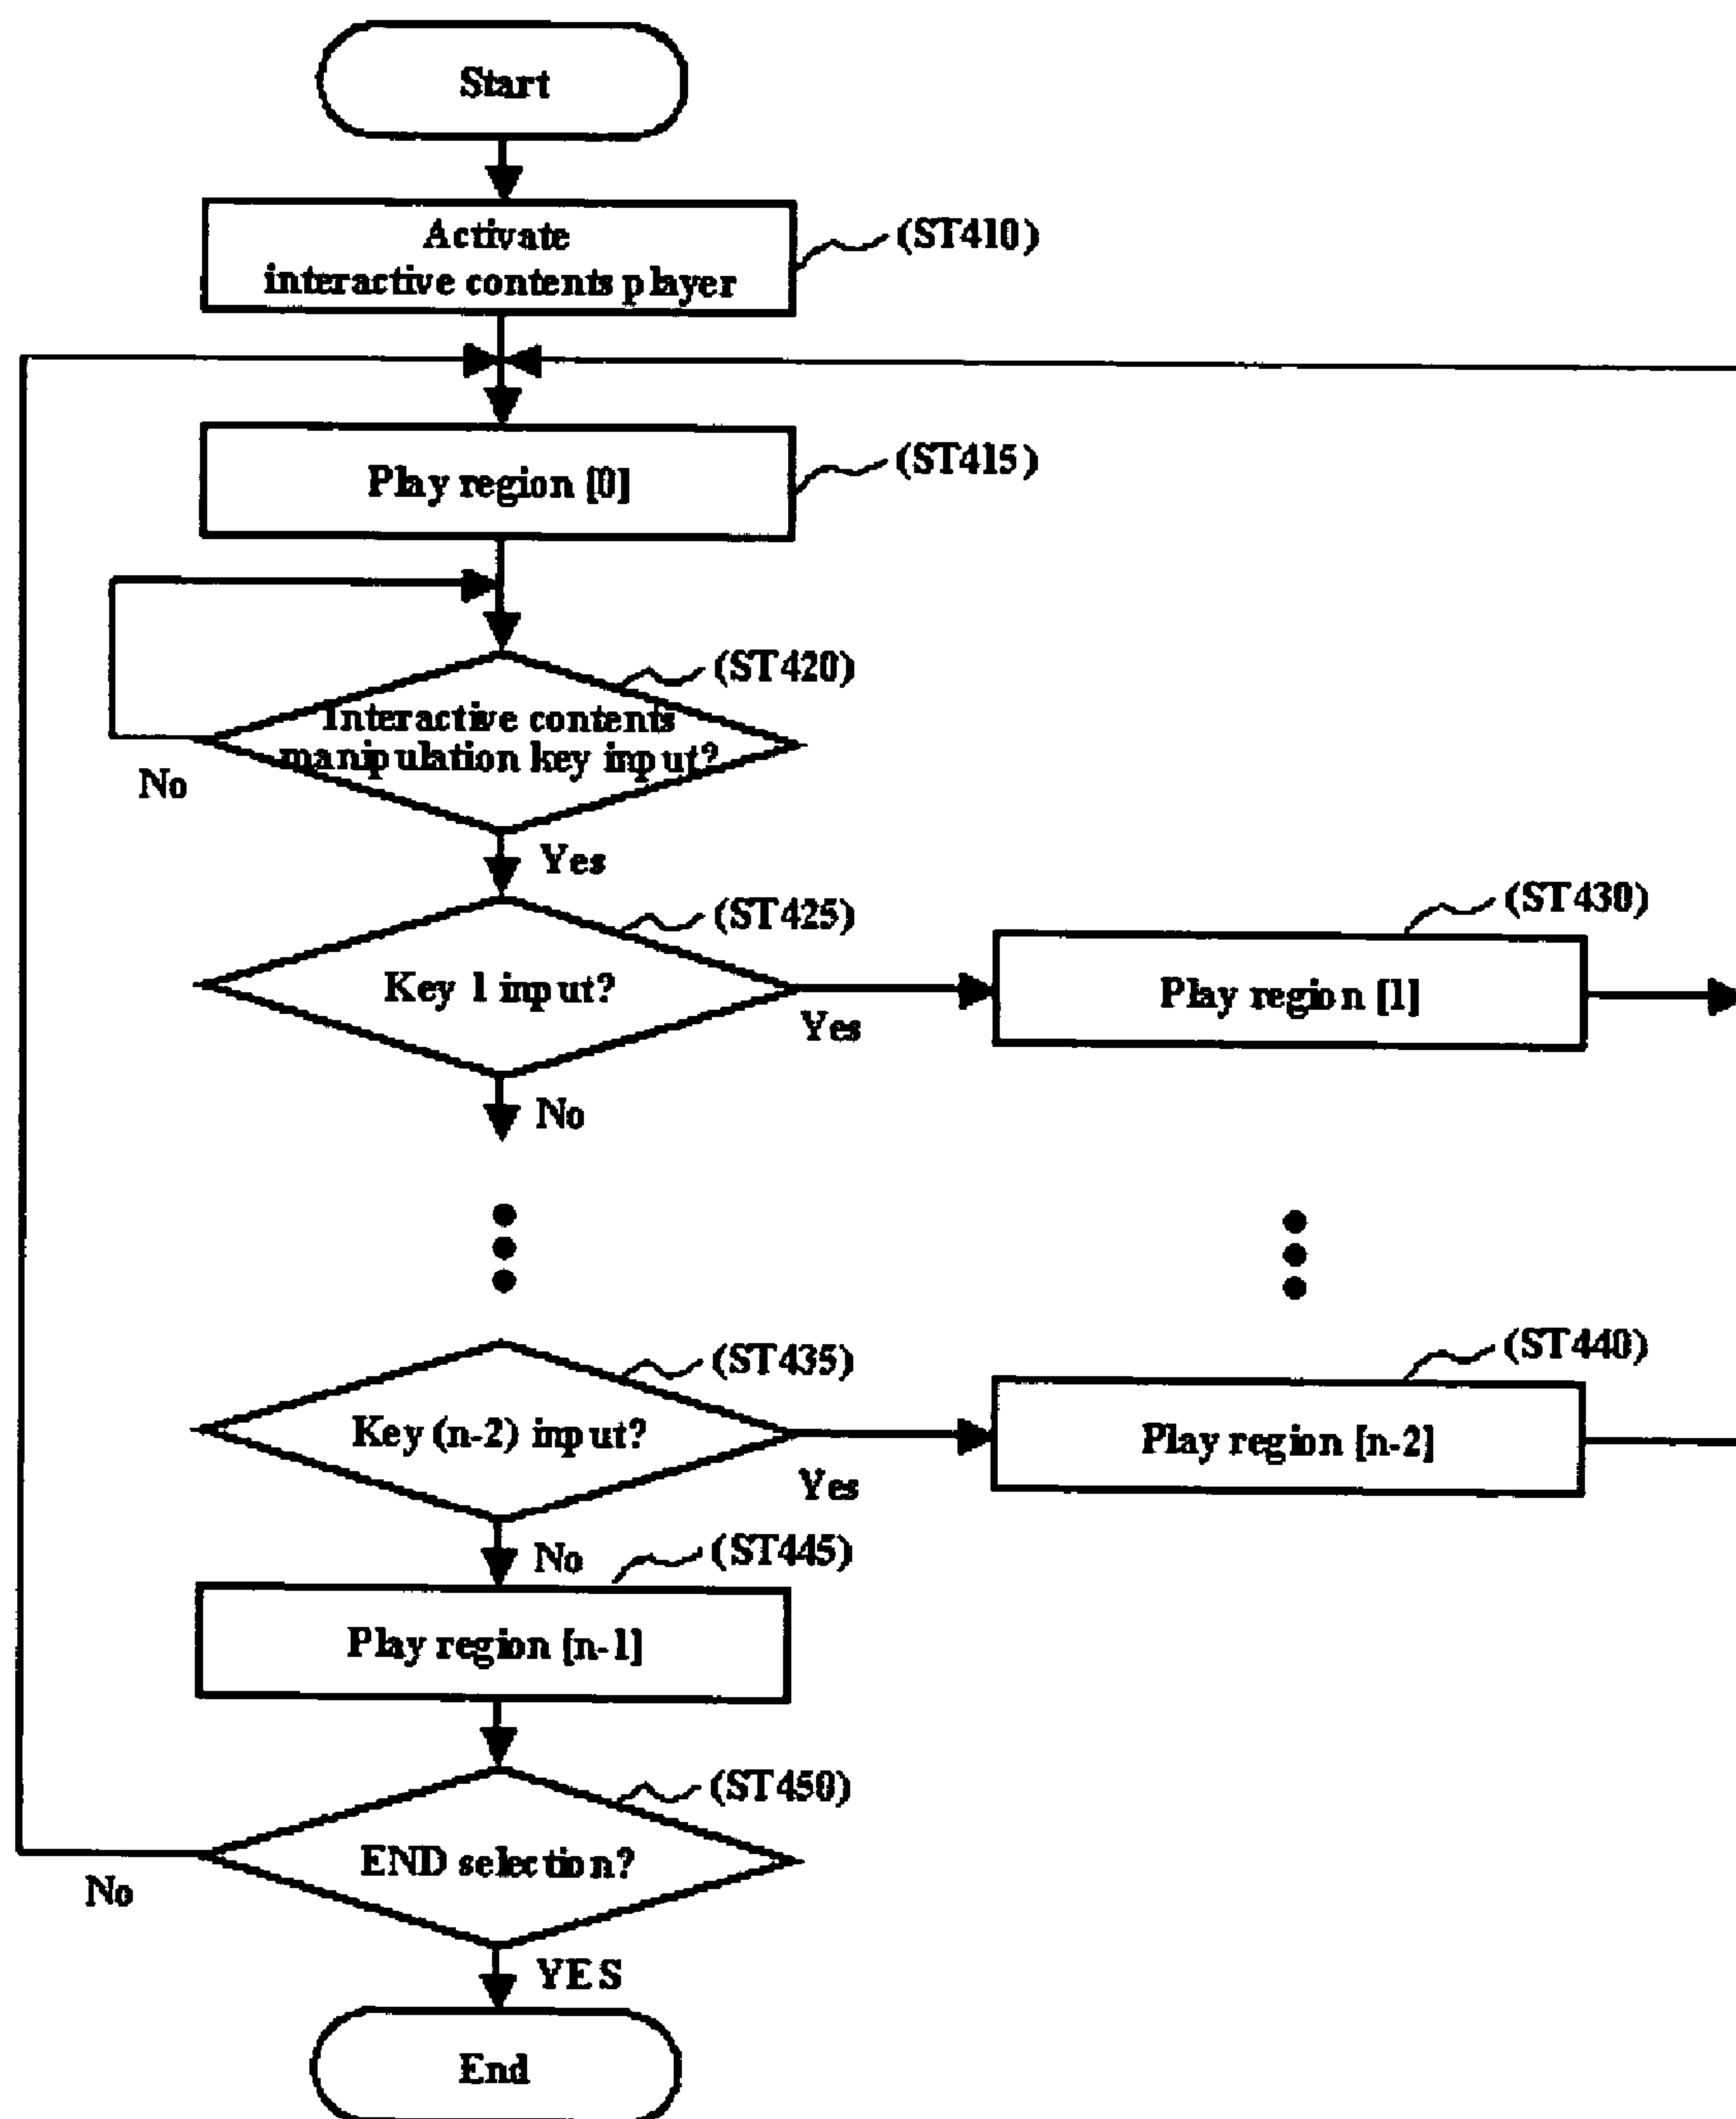 Start
Activate
interactive contents player
(ST410)
Play region [0]
(ST415)
(ST420)
Interactive contents
manipulation key input?
No
Yes
(ST425)
Key 1 input?
Yes
(ST430)
Play region [1]
No
(ST435)
Key (n-2) input?
Yes
(ST440)
Play region [n-2]
No
(ST445)
Play region [n-1]
(ST450)
END selection?
No
YES
End